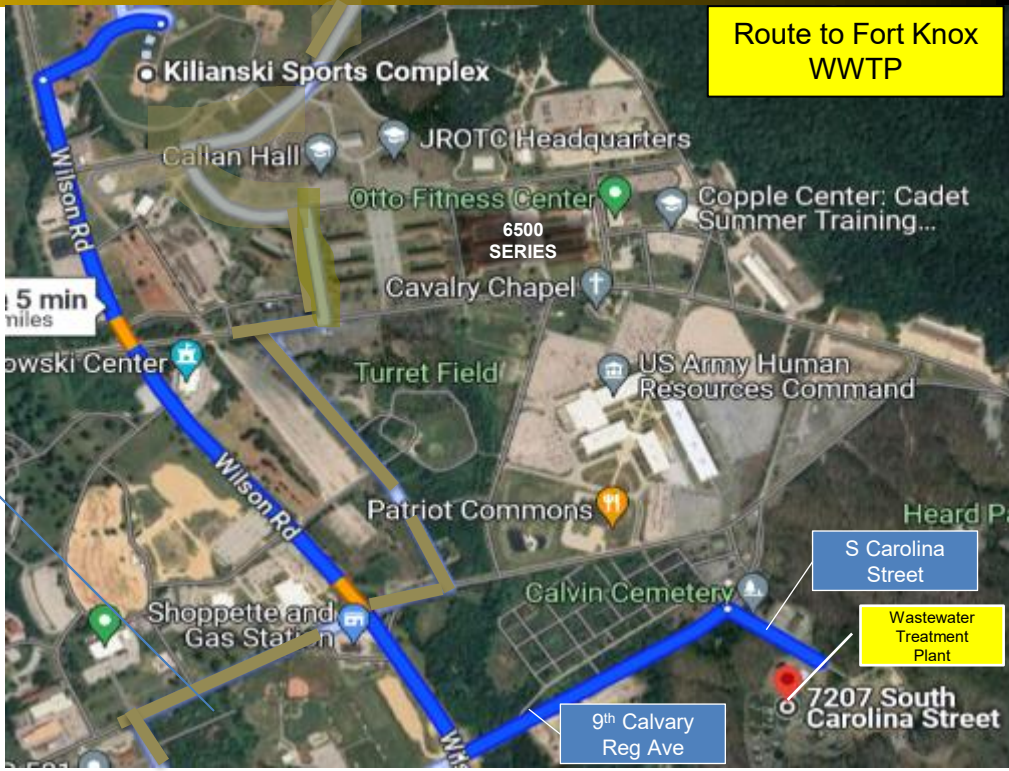 Route to Fort Knox
WWTP
Kilianski Sports Complex
JROTC Headquarters
Callan Hall
Otto Fitness Center
Copple Center: Cadet
Summer Training...
6500
SERIES
Wilson Rd
Cavalry Chapel
5 min
miles
owski Center
Turret Field
US Army Human
Resources Command
Wilson Rd
Patriot Commons
Heard Pa
S Carolina
Street
Calvin Cemetery
Shoppette and
Gas Station
Wastewater
Treatment
Plant
7207 South
Carolina Street
9th Calvary
Reg Ave
Wils